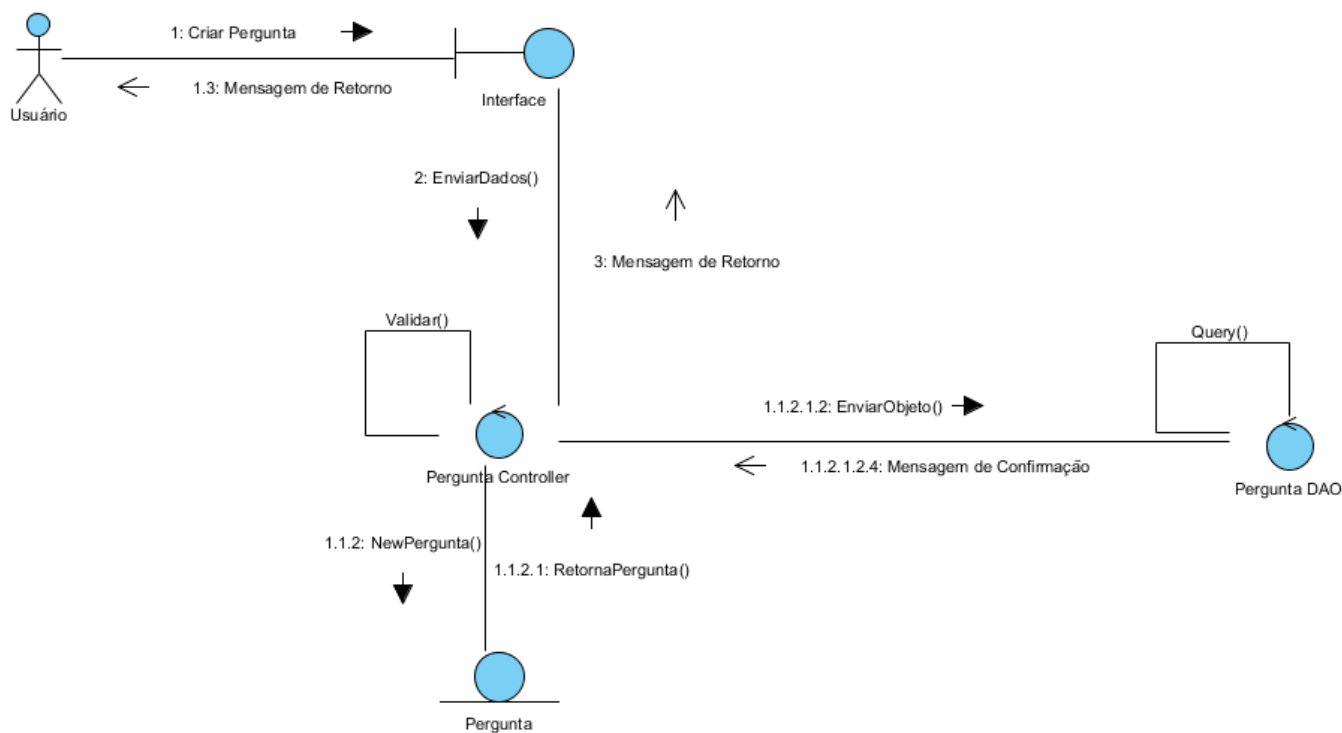 1: Criar Pergunta
1.3: Mensagem de Retorno
Usuário
Interface
2: EnviarDados()
3: Mensagem de Retorno
Validar()
Query()
1.1.2.1.2: EnviarObjeto()
1.1.2.1.2.4: Mensagem de Confirmação
Pergunta Controller
Pergunta DAO
1.1.2: NewPergunta()
1.1.2.1: RetornaPergunta()
Pergunta